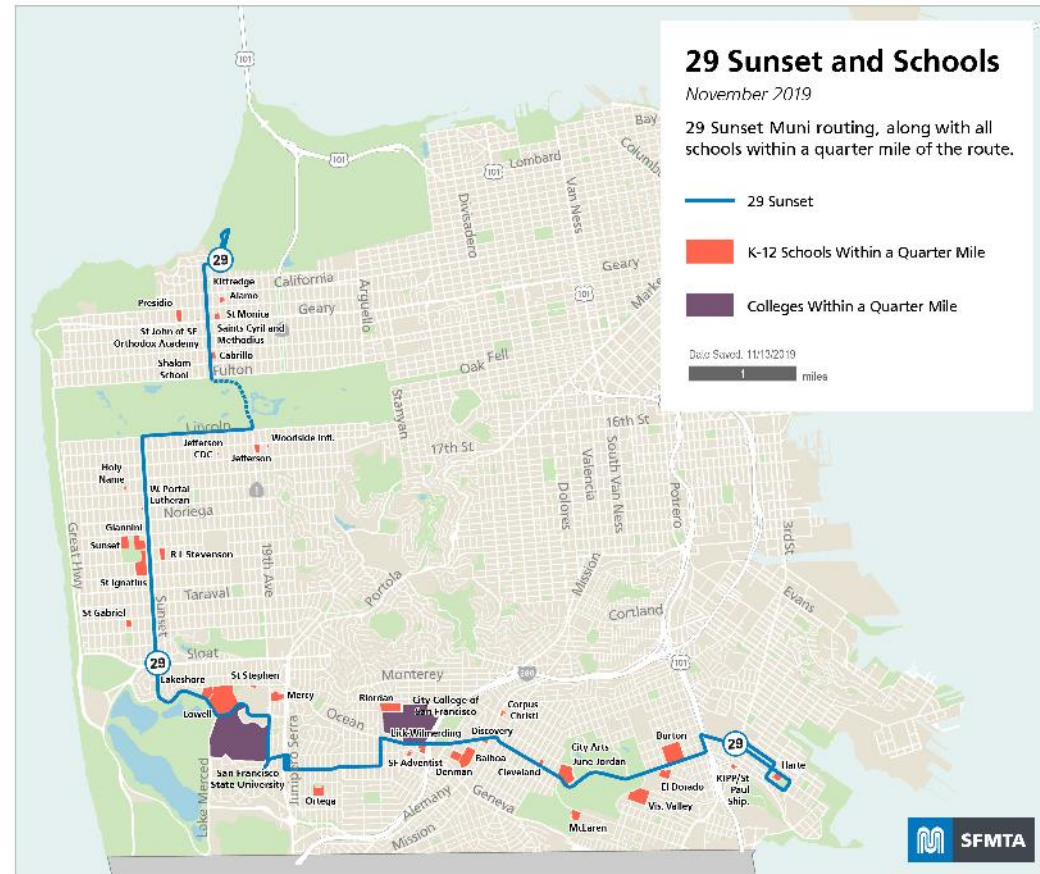 29 Sunset and Schools
November 2019
29 Sunset Muni routing, along with all
schools within a quarter mile of the route.
29 Sunset
K-12 Schools Within a Quarter Mile
Colleges Within a Quarter Mile
Date Saved: 11/13/2019
1 miles
101
101
101
Bay
Columbus
Lombard
Divisadero
Van Ness
29
Kittredge
California
Alamo
Geary
Geary
Presidio
St Monica
Arguello
101
Market
St John of SF
Orthodox Academy
Saints Cyril and
Methodius
Shalom
School
Cabrillo
Fulton
Oak
Fell
Stanyan
Lincoln
16th St
17th St
Jefferson
CDC
Woodside Intl.
Jefferson
Holy
Name
W. Portal
Lutheran
Noriega
1
Valencia
South Van Ness
Dolores
Potrero
3rd St
Great Hwy
Giannini
Sunset
R L Stevenson
19th Ave
St Ignatius
Taraval
Portola
Mission
Evans
St Gabriel
Sunset
Cortland
Sloat
29
Monterey
280
101
Lakeshore
St Stephen
Mercy
Riordan
City College of
San Francisco
Corpus
Christi
Lowell
Ocean
Lick-Wilmerding
Discovery
Junipero Serra
SF Adventist
Balboa
City Arts
June Jordan
Burton
29
Denman
Cleveland
Harte
San Francisco
State University
Ortega
Alemany
Geneva
El Dorado
KIPP/St
Paul
Ship.
Vis. Valley
Lake Merced
McLaren
Mission
SFMTA